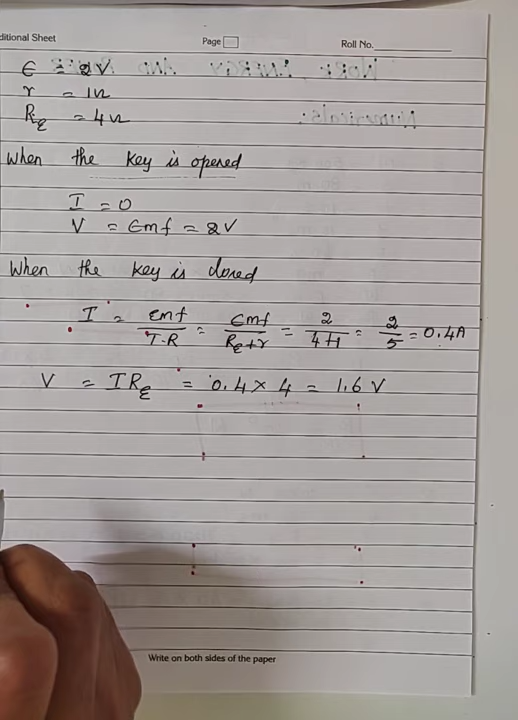 ditional Sheet Page Roll No.
ϵ = 2V
r = 1Ω
R_E = 4Ω
When the key is opened
I = 0
V = Emf = 2V
When the key is closed
I = emf/T.R = Emf/R_E+r = 2/4+1 = 2/5 = 0.4A
V = IR_E = 0.4 × 4 = 1.6 V
Write on both sides of the paper